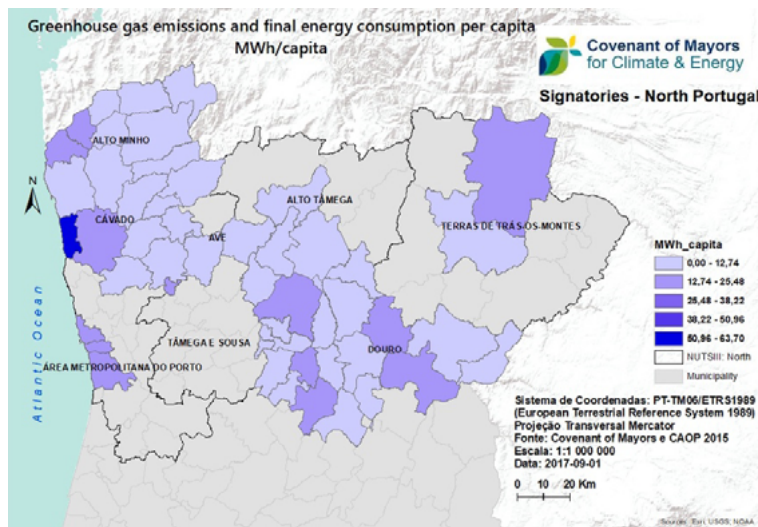 Greenhouse gas emissions and final energy consumption per capita
MWh/capita
Covenant of Mayors
for Climate & Energy
Signatories - North Portugal
ALTO MINHO
N
CÁVADO
AVE
ALTO TÂMEGA
TERRAS DE TRÁS-OS-MONTES
TÂMEGA E SOUSA
DOURO
ÁREA METROPOLITANA DO PORTO
Atlantic Ocean
MWh_capita
0,00 - 12,74
12,74 - 25,48
25,48 - 38,22
38,22 - 50,96
50,96 - 63,70
NUTSIII: North
Municipality
Sistema de Coordenadas: PT-TM06/ETRS1989
(European Terrestrial Reference System 1989)
Projeção Transversal Mercator
Fonte: Covenant of Mayors e CAOP 2015
Escala: 1:1 000 000
Data: 2017-09-01
0 10 20 Km
Sources: Esri, USGS, NOAA